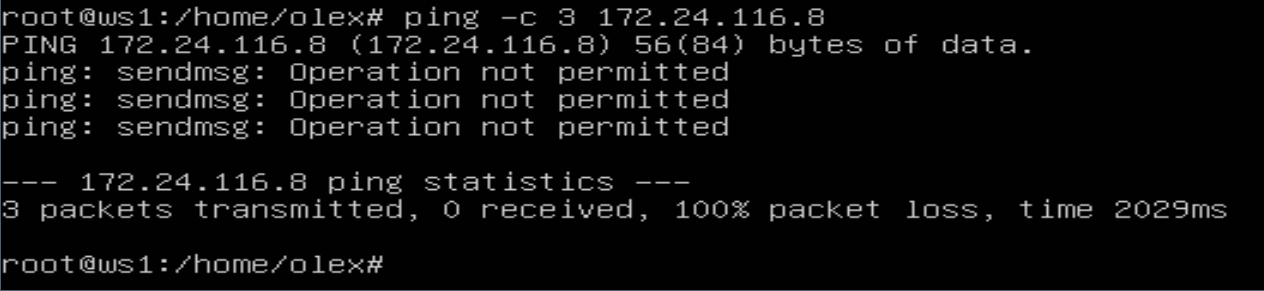 root@ws1:/home/olex# ping -c 3 172.24.116.8
PING 172.24.116.8 (172.24.116.8) 56(84) bytes of data.
ping: sendmsg: Operation not permitted
ping: sendmsg: Operation not permitted
ping: sendmsg: Operation not permitted

--- 172.24.116.8 ping statistics ---
3 packets transmitted, 0 received, 100% packet loss, time 2029ms

root@ws1:/home/olex#